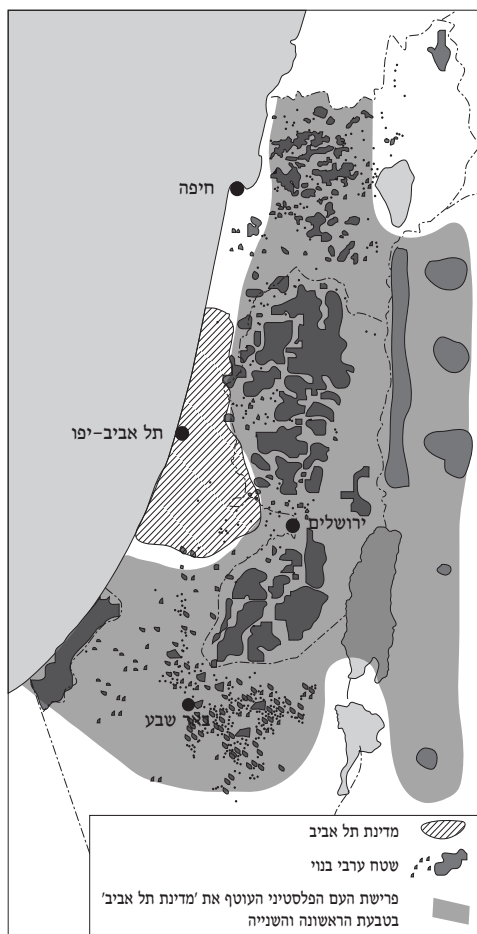 חיפה
תל אביב-יפו
ירושלים
באר שבע
מדינת תל אביב
שטח ערבי בנוי
פרישת העם הפלסטיני העוטף את 'מדינת תל אביב'
בטבעת הראשונה והשנייה